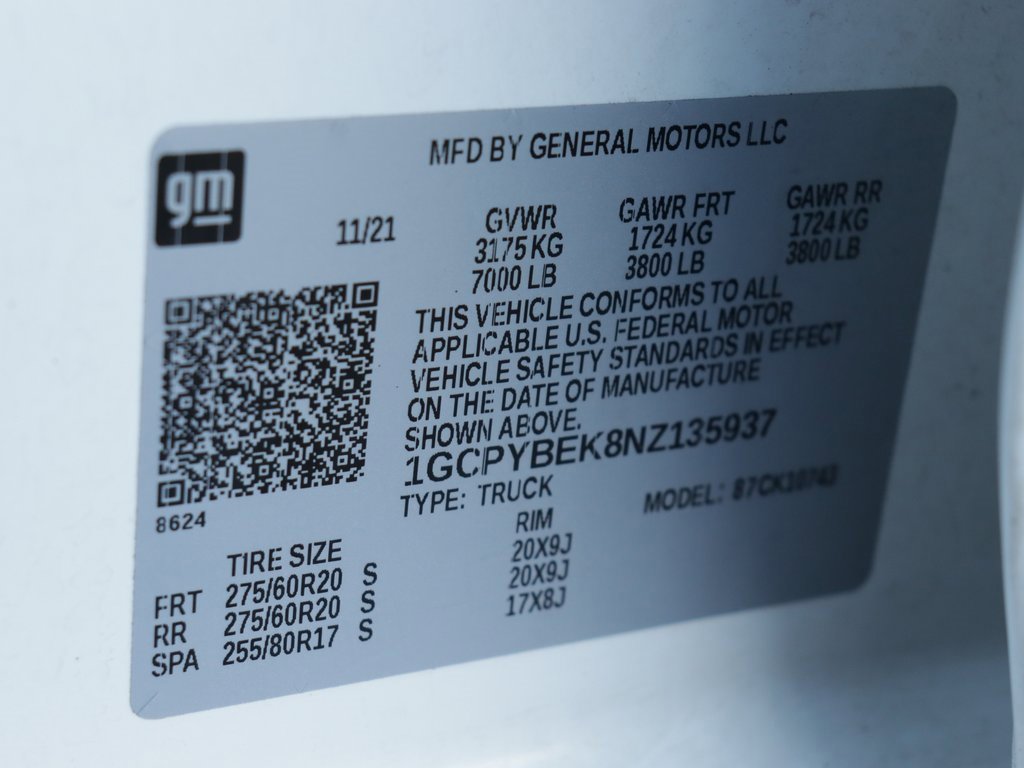 gm
MFD BY GENERAL MOTORS LLC
11/21
GVWR GAWR FRT GAWR RR
3175 KG 1724 KG 1724 KG
7000 LB 3800 LB 3800 LB
THIS VEHICLE CONFORMS TO ALL
APPLICABLE U.S. FEDERAL MOTOR
VEHICLE SAFETY STANDARDS IN EFFECT
ON THE DATE OF MANUFACTURE
SHOWN ABOVE.
1GCPYBEK8NZ135937
TYPE: TRUCK MODEL:
8624
TIRE SIZE RIM
FRT 275/60R20 S 20X9J
RR 275/60R20 S 20X9J
SPA 255/80R17 S 17X8J